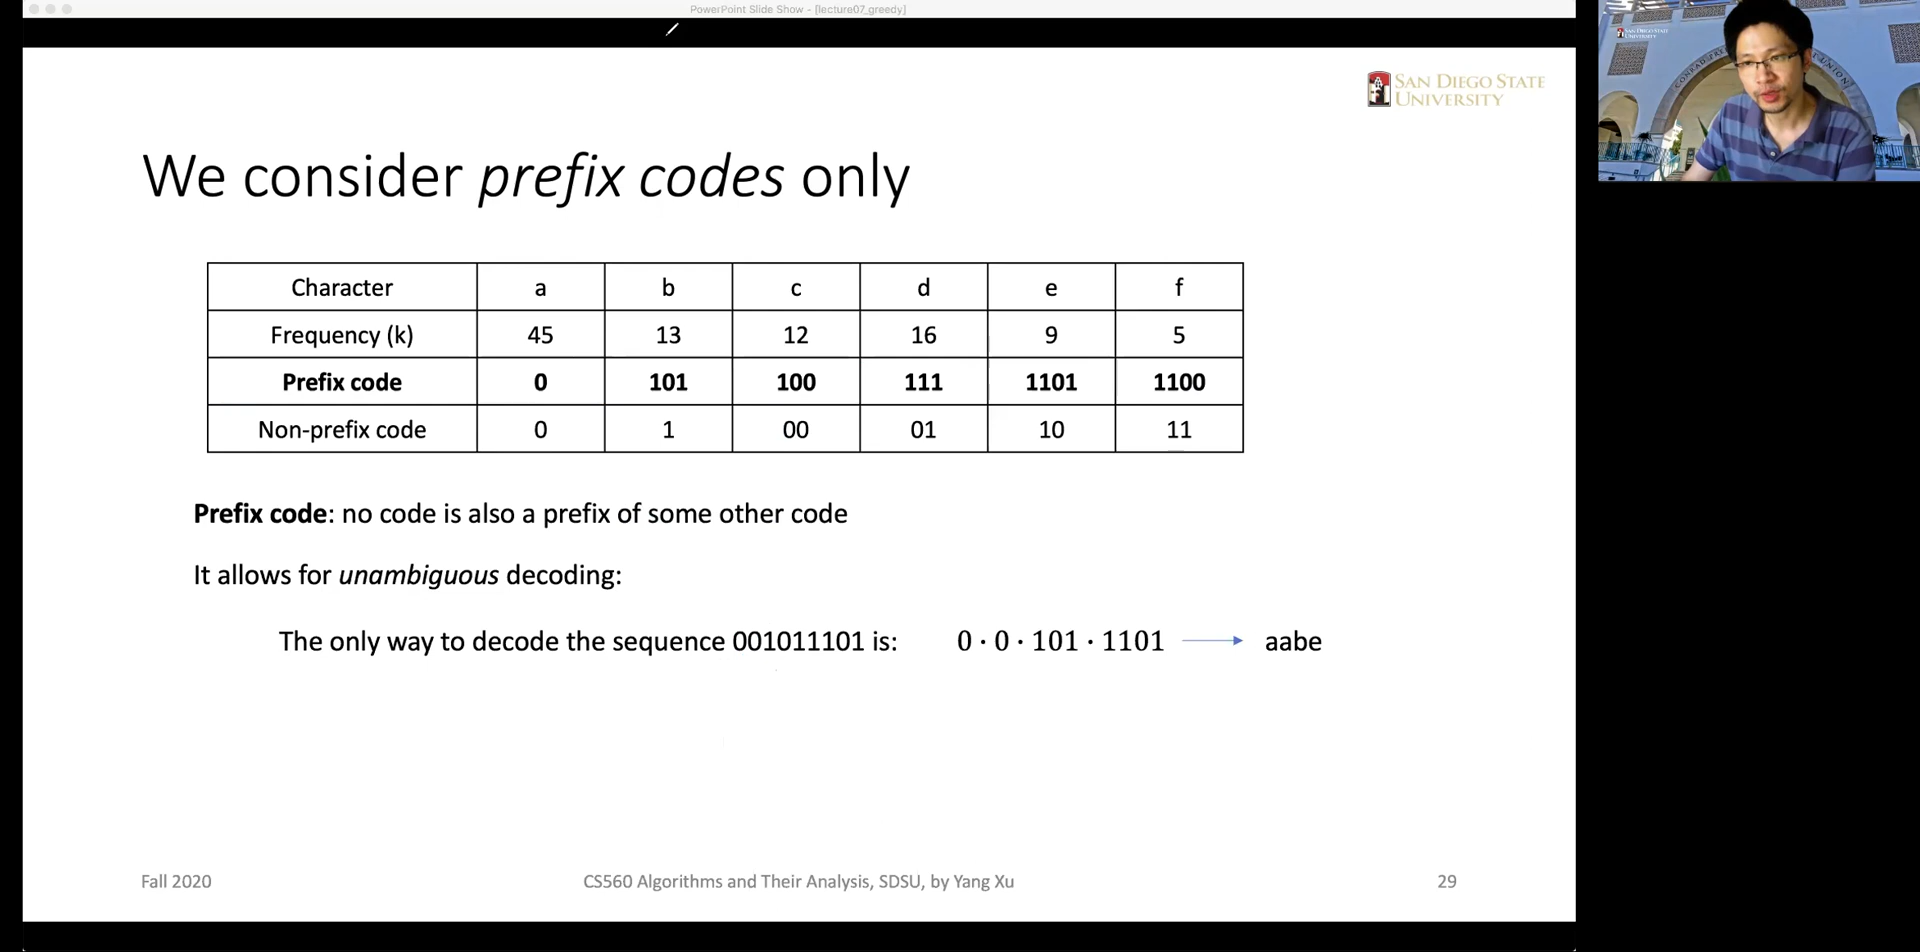 PowerPoint Slide Show - [lecture07_greedy]
SAN DIEGO STATE
UNIVERSITY
SAN DIEGO STATE
UNIVERSITY
We consider prefix codes only
Character a b c d e f
Frequency (k) 45 13 12 16 9 5
Prefix code 0 101 100 111 1101 1100
Non-prefix code 0 1 00 01 10 11
Prefix code: no code is also a prefix of some other code
It allows for unambiguous decoding:
The only way to decode the sequence 001011101 is: 0 · 0 · 101 · 1101 → aabe
Fall 2020 CS560 Algorithms and Their Analysis, SDSU, by Yang Xu 29